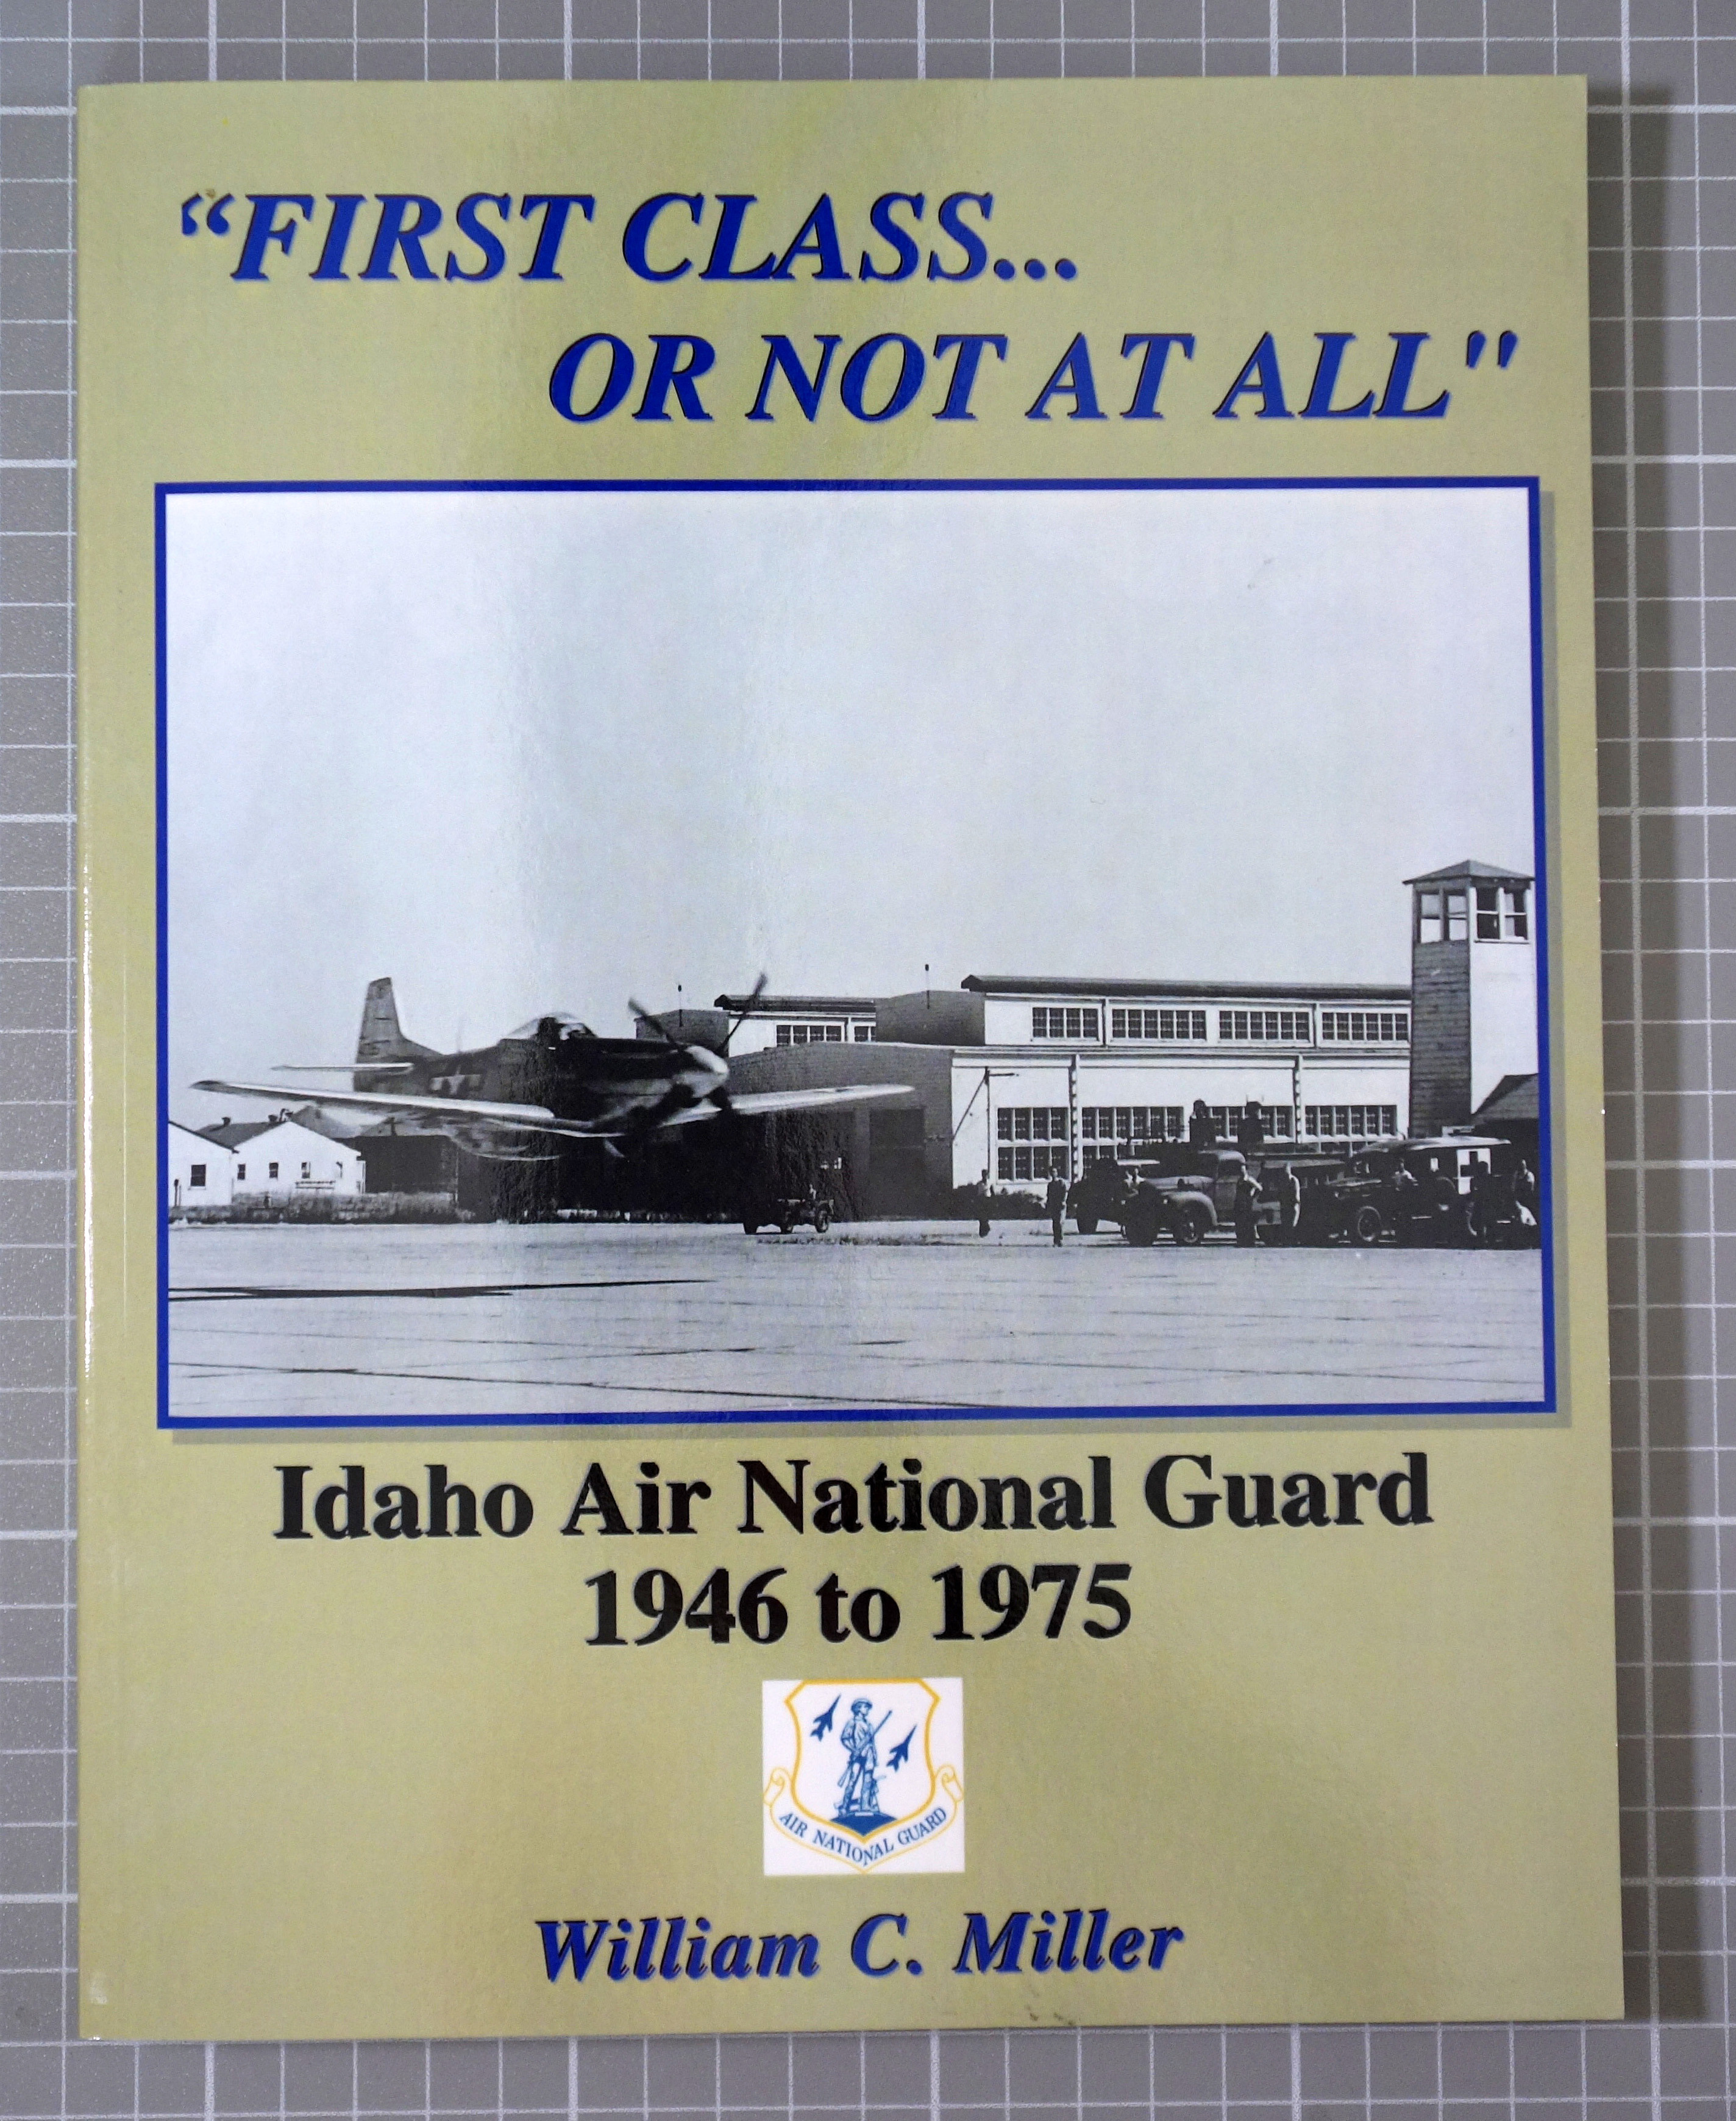 “FIRST CLASS...
OR NOT AT ALL"
Idaho Air National Guard
1946 to 1975
AIR NATIONAL GUARD
William C. Miller